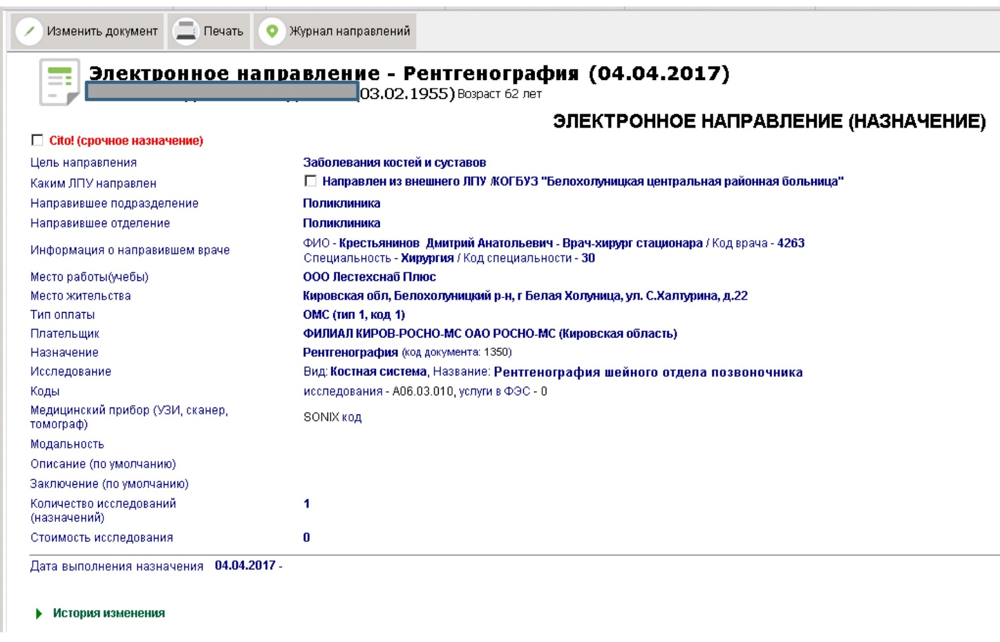 Изменить документ Печать Журнал направлений
Электронное направление - Рентгенография (04.04.2017)
(03.02.1955) Возраст 62 лет
ЭЛЕКТРОННОЕ НАПРАВЛЕНИЕ (НАЗНАЧЕНИЕ)
Cito! (срочное назначение)
Цель направления Заболевания костей и суставов
Каким ЛПУ направлен Направлен из внешнего ЛПУ /КОГБУЗ "Белохолуницкая центральная районная больница"
Направившее подразделение Поликлиника
Направившее отделение Поликлиника
Информация о направившем враче ФИО - Крестьянинов Дмитрий Анатольевич - Врач-хирург стационара / Код врача - 4263
Специальность - Хирургия / Код специальности - 30
Место работы(учебы) ООО Лестехснаб Плюс
Место жительства Кировская обл, Белохолуницкий р-н, г Белая Холуница, ул. С.Халтурина, д.22
Тип оплаты ОМС (тип 1, код 1)
Плательщик ФИЛИАЛ КИРОВ-РОСНО-МС ОАО РОСНО-МС (Кировская область)
Назначение Рентгенография (код документа: 1350)
Исследование Вид: Костная система, Название: Рентгенография шейного отдела позвоночника
Коды исследования - A06.03.010, услуги в ФЭС - 0
Медицинский прибор (УЗИ, сканер,
томограф) SONIX код
Модальность
Описание (по умолчанию)
Заключение (по умолчанию)
Количество исследований
(назначений) 1
Стоимость исследования 0
Дата выполнения назначения 04.04.2017 -
История изменения